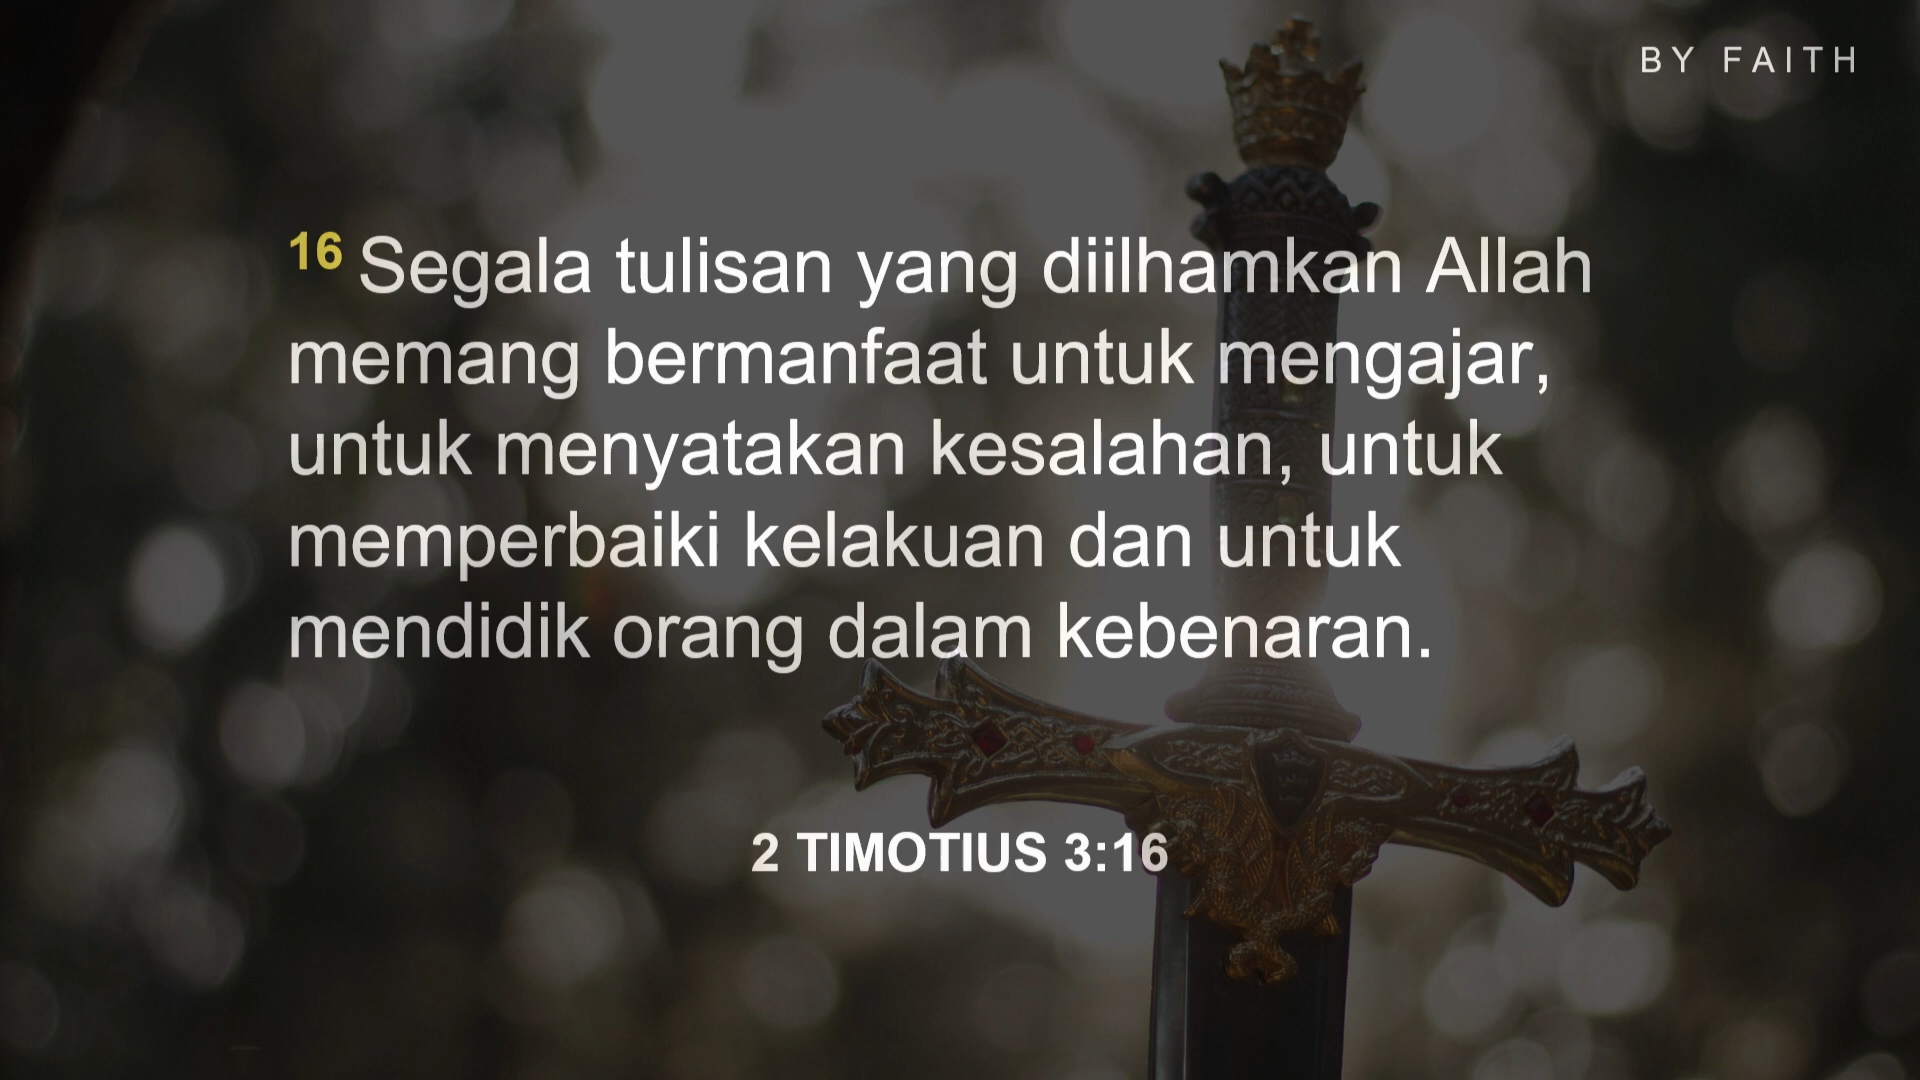 BY FAITH
16 Segala tulisan yang diilhamkan Allah
memang bermanfaat untuk mengajar,
untuk menyatakan kesalahan, untuk
memperbaiki kelakuan dan untuk
mendidik orang dalam kebenaran.
2 TIMOTIUS 3:16